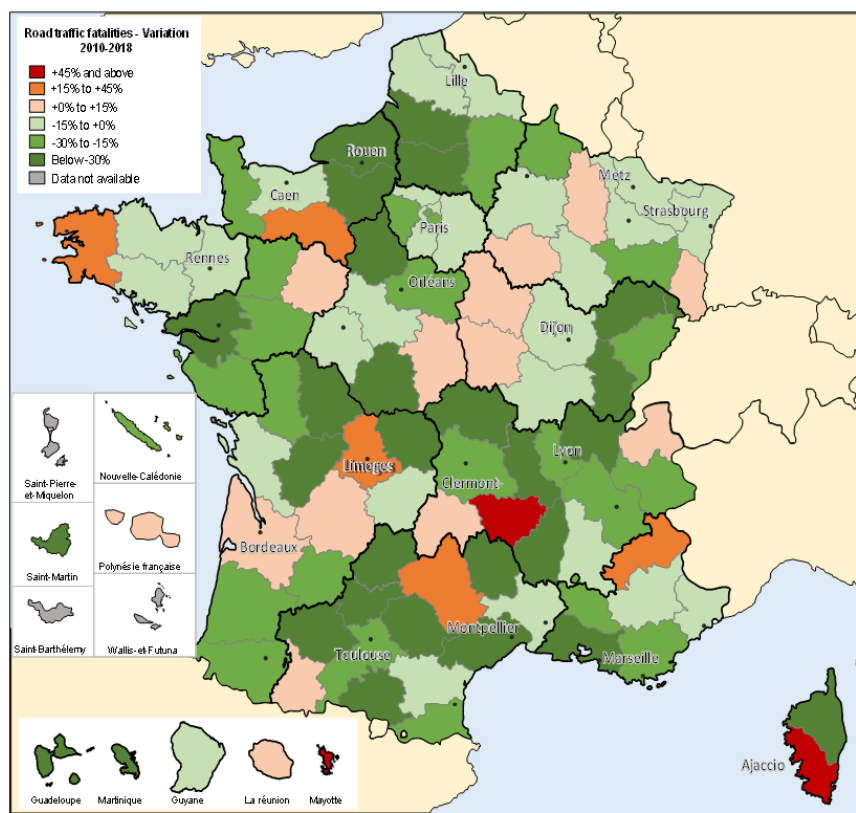 Road traffic fatalities - Variation
2010-2018
+45% and above
+15% to +45%
+0% to +15%
-15% to +0%
-30% to -15%
Below-30%
Data not available
Lille
Rouen
Caen
Metz
Strasbourg
Paris
Rennes
Orléans
Dijon
Limoges
Clermont
Lyon
Bordeaux
Montpellier
Toulouse
Marseille
Ajaccio
Saint-Pierre-
et-Miquelon
Nouvelle-Calédonie
Saint-Martin
Polynésie française
Saint-Barthélemy
Wallis-et-Futuna
Guadeloupe
Martinique
Guyane
La réunion
Mayotte